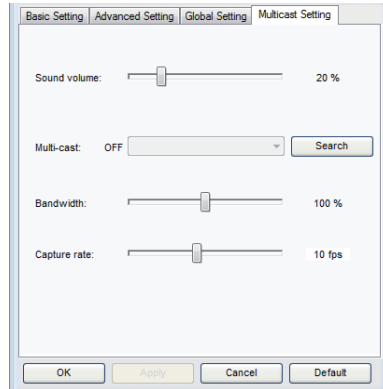 Basic Setting Advanced Setting Global Setting Multicast Setting
Sound volume: 20 %
Multi-cast: OFF Search
Bandwidth: 100 %
Capture rate: 10 fps
OK Apply Cancel Default